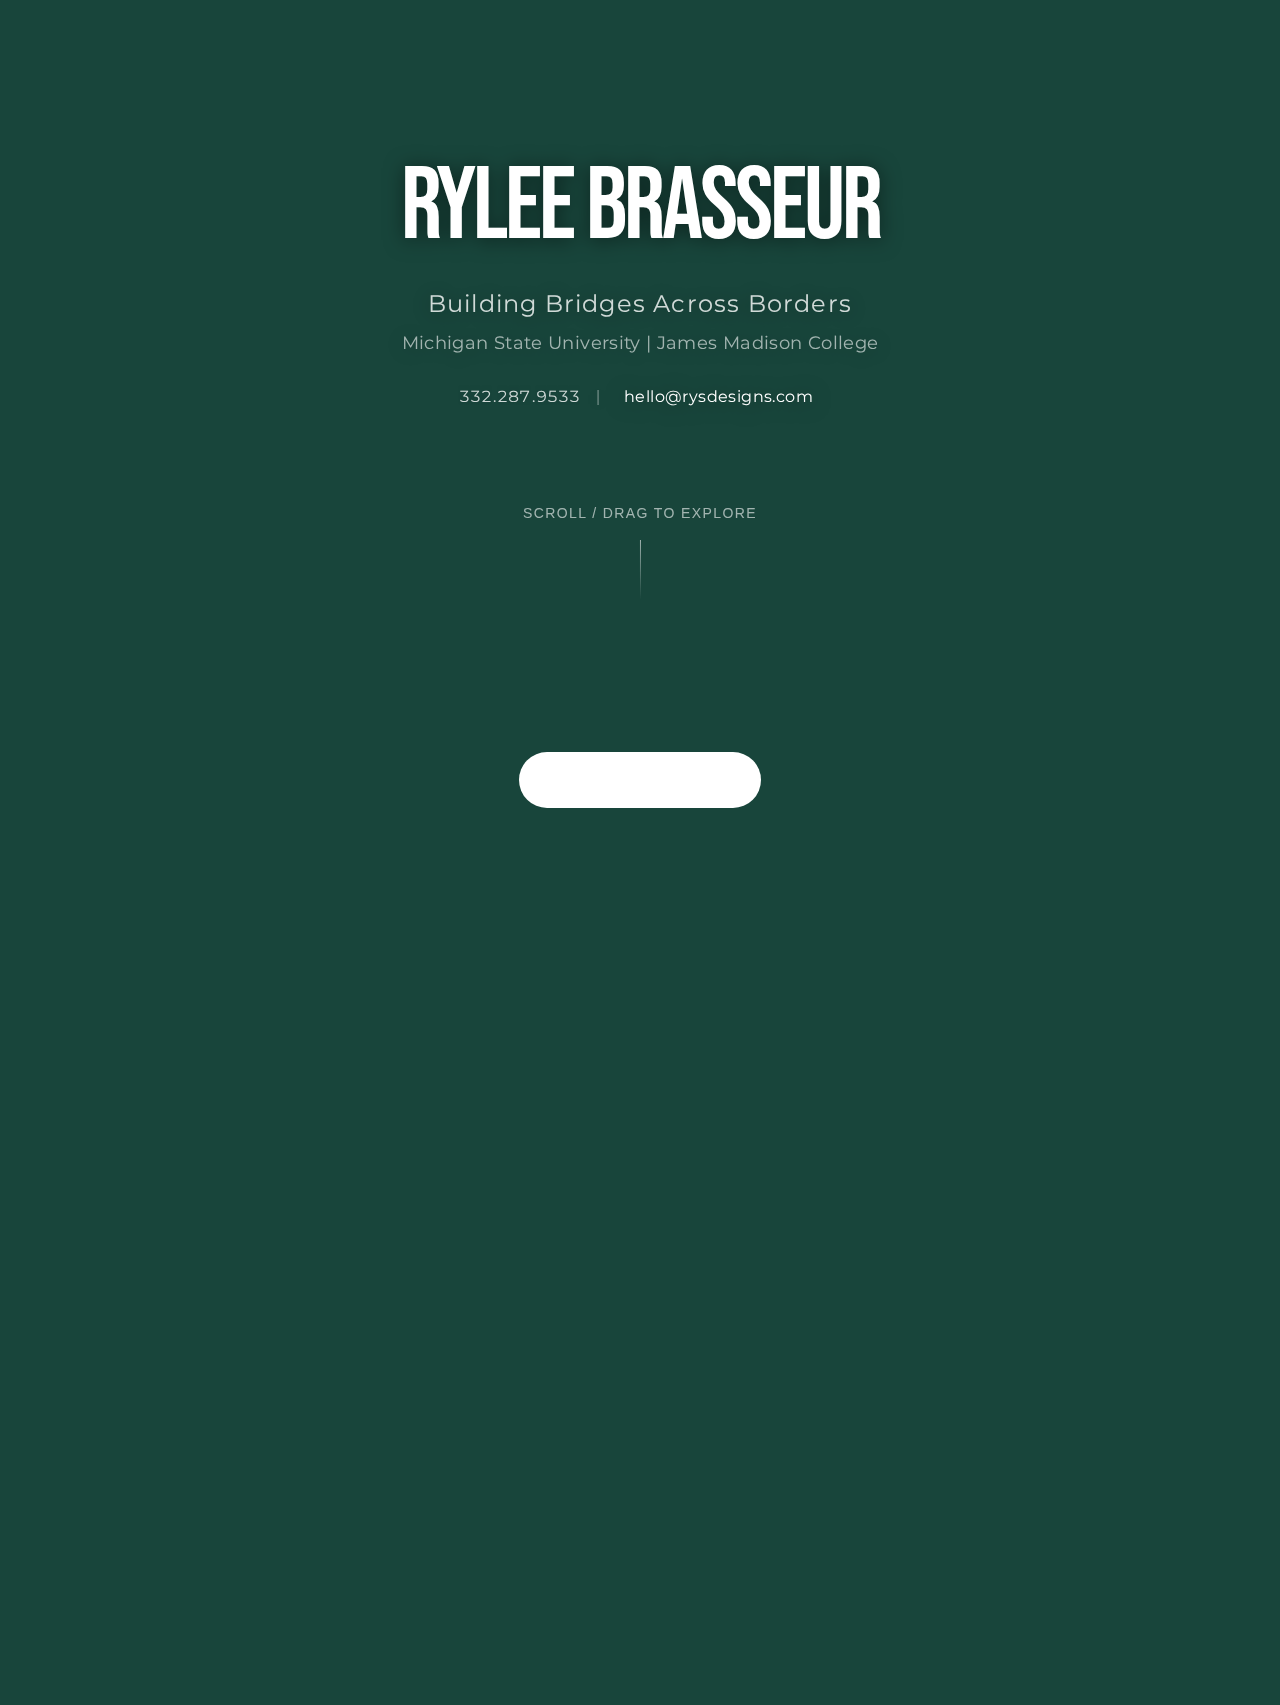 RYLEE BRASSEUR
Building Bridges Across Borders
Michigan State University | James Madison College
332.287.9533 | hello@rysdesigns.com
SCROLL / DRAG TO EXPLORE